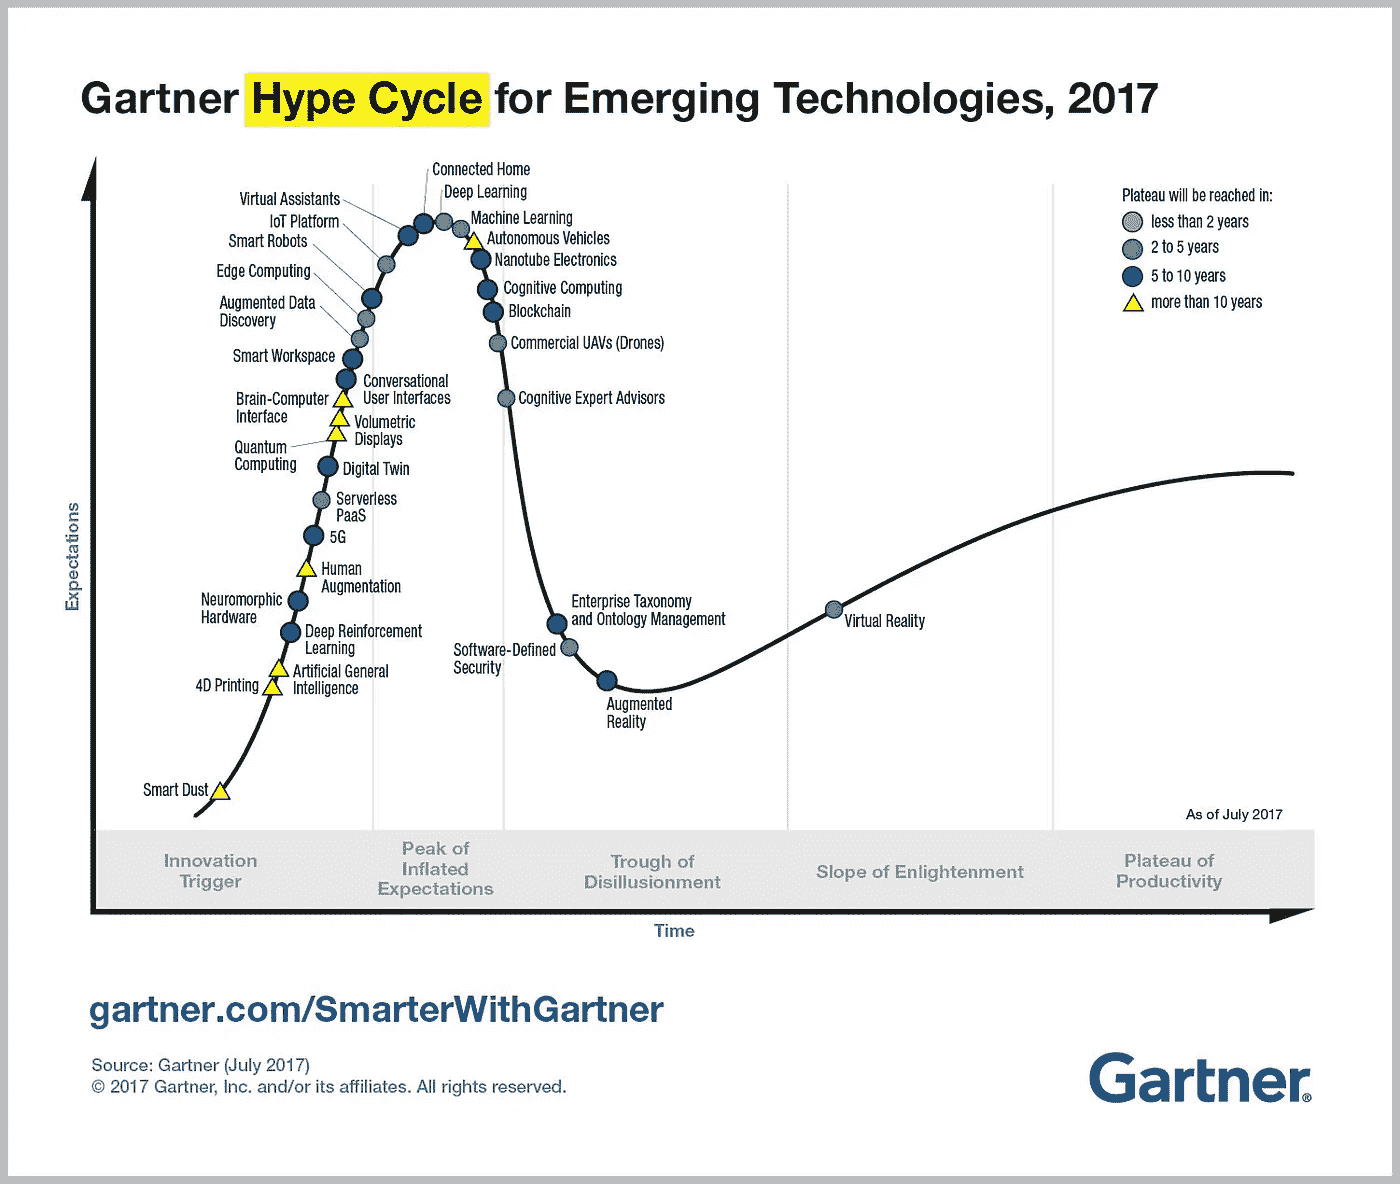 Gartner Hype Cycle for Emerging Technologies, 2017
Connected Home
Deep Learning
Virtual Assistants
Machine Learning
IoT Platform
Autonomous Vehicles
Smart Robots
Nanotube Electronics
Edge Computing
Cognitive Computing
Augmented Data
Discovery
Blockchain
Commercial UAVs (Drones)
Smart Workspace
Conversational
User Interfaces
Cognitive Expert Advisors
Brain-Computer
Interface
Volumetric
Displays
Quantum
Computing
Digital Twin
Serverless
PaaS
5G
Human
Augmentation
Neuromorphic
Hardware
Deep Reinforcement
Learning
Artificial General
Intelligence
4D Printing
Smart Dust
Enterprise Taxonomy
and Ontology Management
Software-Defined
Security
Augmented
Reality
Virtual Reality
Plateau will be reached in:
less than 2 years
2 to 5 years
5 to 10 years
more than 10 years
Expectations
As of July 2017
Innovation
Trigger
Peak of
Inflated
Expectations
Trough of
Disillusionment
Slope of Enlightenment
Plateau of
Productivity
Time
gartner.com/SmarterWithGartner
Source: Gartner (July 2017)
© 2017 Gartner, Inc. and/or its affiliates. All rights reserved.
Gartner®